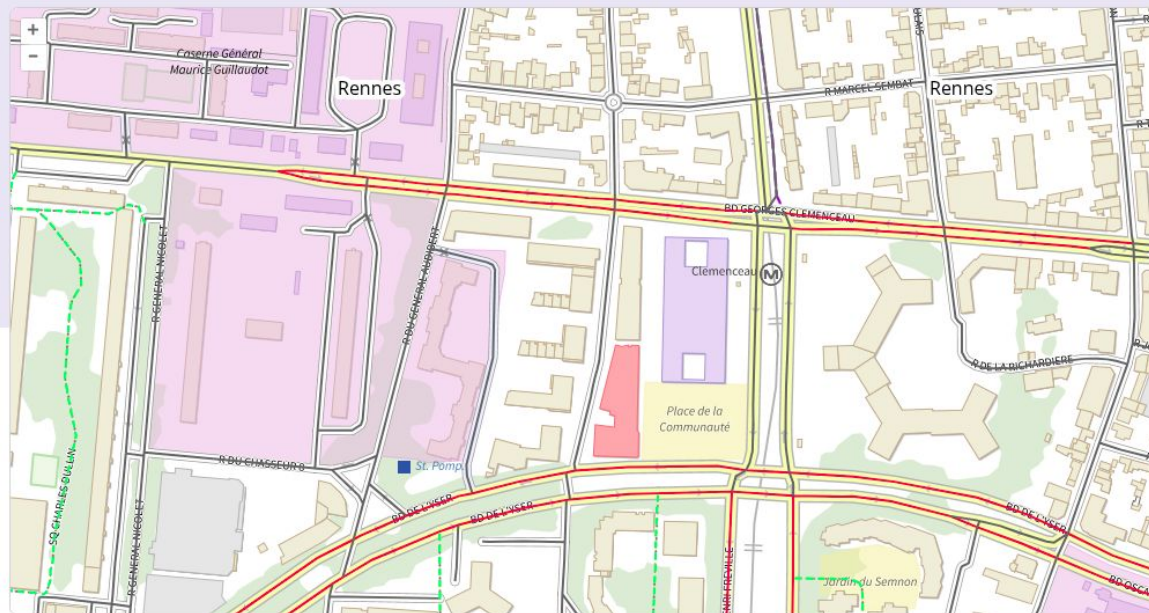 +
−
Caserne Général
Maurice Guillaudot
Rennes
Rennes
R MARCEL SEMBAT
BD GEORGES CLEMENCEAU
R GENERAL NICOLET
R DU GENERAL AUDIBERT
Clemenceau
M
R DE LA RICHARDIERE
Place de la
Communauté
R DU CHASSEUR 8
St. Pomp.
SQ CHARLES DULLIN
R GENERAL NICOLET
BD DE L'YSER
BD DE L'YSER
BD DE L'YSER
Jardin du Semnon